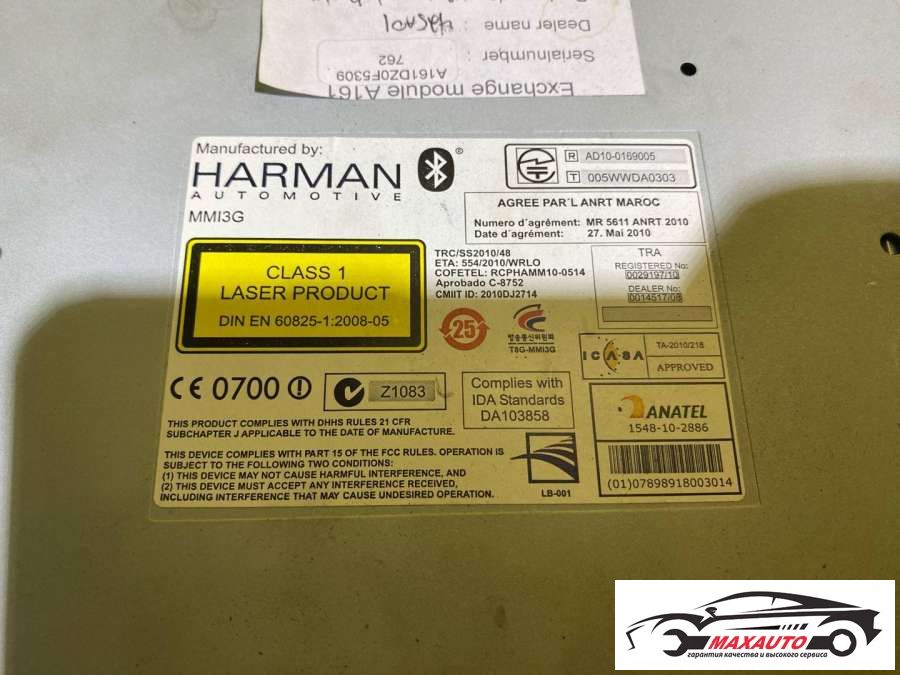 Dealer name :
Serialnumber :
A161DZ0F5309
762
Exchange module A161
Manufactured by:
HARMAN
AUTOMOTIVE
MMI3G
®
R AD10-0169005
T 005WWDA0303
AGREE PAR´L ANRT MAROC
Numero d´agrément: MR 5611 ANRT 2010
Date d´agrément: 27. Mai 2010
CLASS 1
LASER PRODUCT
DIN EN 60825-1:2008-05
TRC/SS2010/48
ETA: 554/2010/WRLO
COFETEL: RCPHAMM10-0514
Aprobado C-8752
CMIIT ID: 2010DJ2714
TRA
REGISTERED No:
0029197/10
DEALER No:
0014517/08
25
방송통신위원회
T8G-MMI3G
ICASA
TA-2010/218
APPROVED
CE 0700
Z1083
Complies with
IDA Standards
DA103858
ANATEL
1548-10-2886
(01)07898918003014
THIS PRODUCT COMPLIES WITH DHHS RULES 21 CFR
SUBCHAPTER J APPLICABLE TO THE DATE OF MANUFACTURE.
THIS DEVICE COMPLIES WITH PART 15 OF THE FCC RULES. OPERATION IS
SUBJECT TO THE FOLLOWING TWO CONDITIONS:
(1) THIS DEVICE MAY NOT CAUSE HARMFUL INTERFERENCE, AND
(2) THIS DEVICE MUST ACCEPT ANY INTERFERENCE RECEIVED,
INCLUDING INTERFERENCE THAT MAY CAUSE UNDESIRED OPERATION.
LB-001
MAXAUTO
гарантия качества и высокого сервиса